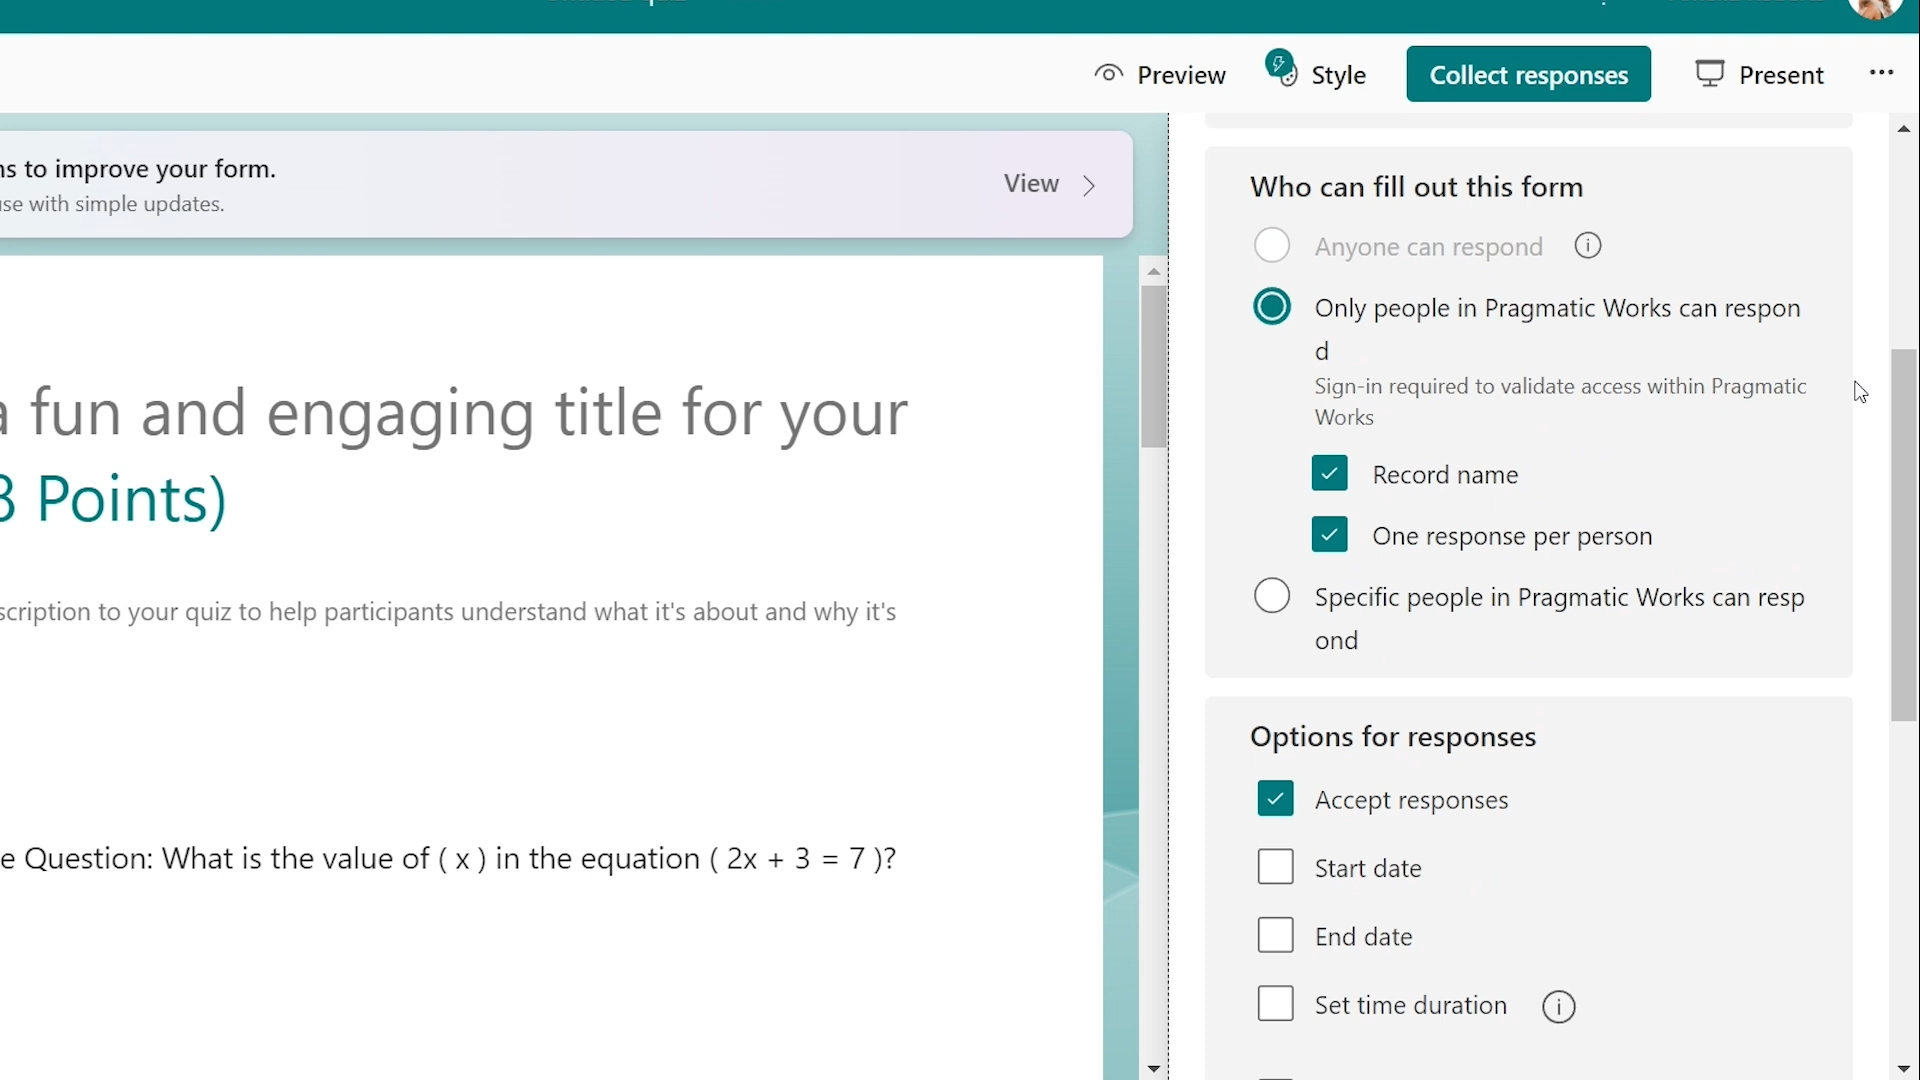 Preview
Style
Collect responses
Present
ns to improve your form.
use with simple updates.
View
Who can fill out this form
Anyone can respond
Only people in Pragmatic Works can respon
d
Sign-in required to validate access within Pragmatic
Works
Record name
One response per person
Specific people in Pragmatic Works can resp
ond
a fun and engaging title for your
3 Points)
scription to your quiz to help participants understand what it's about and why it's
e Question: What is the value of ( x ) in the equation ( 2x + 3 = 7 )?
Options for responses
Accept responses
Start date
End date
Set time duration